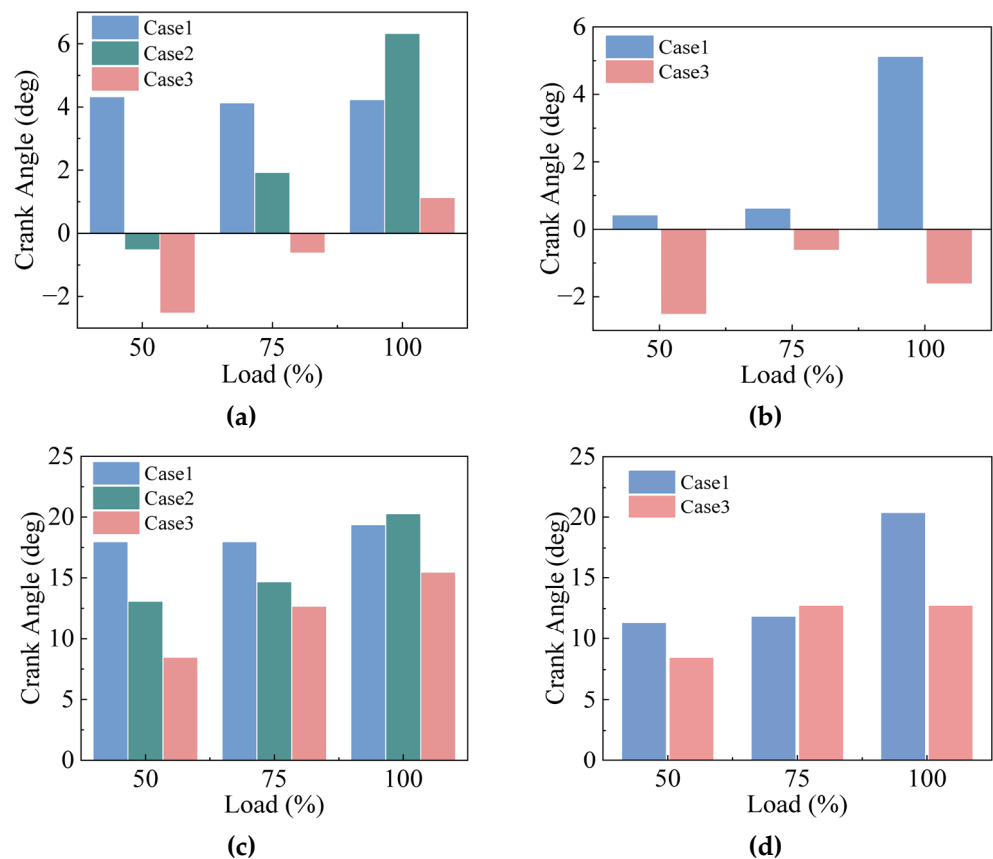 Case1
Case2
Case3
6
4
2
0
−2
Crank Angle (deg)
50 75 100
Load (%)
(a)
Case1
Case3
6
4
2
0
−2
Crank Angle (deg)
50 75 100
Load (%)
(b)
Case1
Case2
Case3
25
20
15
10
5
0
Crank Angle (deg)
50 75 100
Load (%)
(c)
Case1
Case3
25
20
15
10
5
0
Crank Angle (deg)
50 75 100
Load (%)
(d)